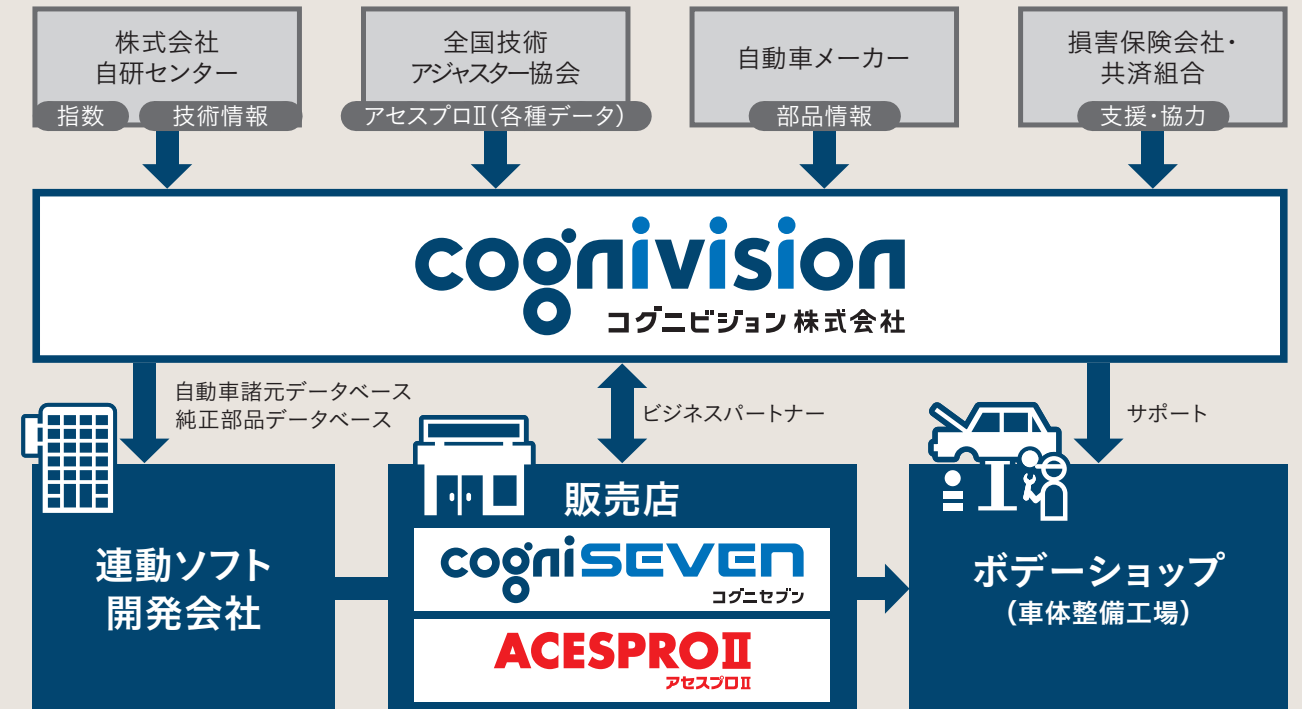 株式会社
自研センター
指数
技術情報
全国技術
アジャスター協会
アセスプロⅡ(各種データ)
自動車メーカー
部品情報
損害保険会社・
共済組合
支援・協力
cognivision
コグニビジョン株式会社
自動車諸元データベース
純正部品データベース
ビジネスパートナー
サポート
連動ソフト
開発会社
販売店
cogniSEVEN
コグニセブン
ACESPROⅡ
アセスプロⅡ
ボデーショップ
(車体整備工場)